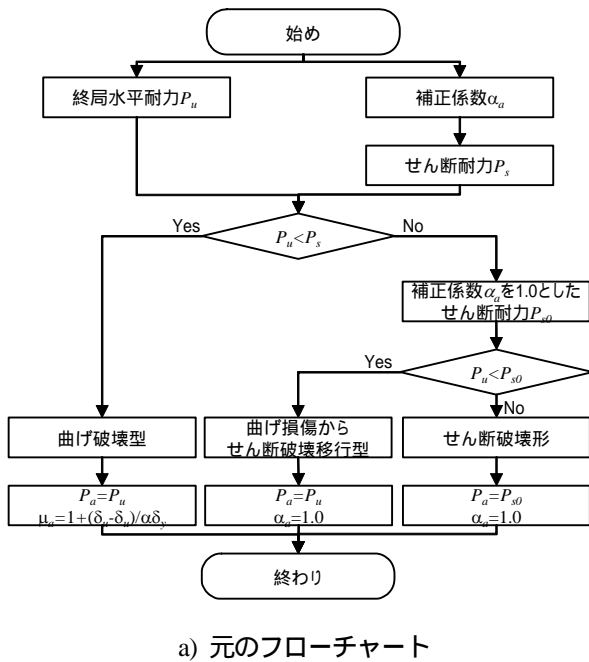 始め
終局水平耐力Pu
補正係数αa
せん断耐力Ps
Yes
Pu<Ps
No
補正係数αaを1.0とした
せん断耐力Ps0
Yes
Pu<Ps0
No
曲げ破壊型
曲げ損傷から
せん断破壊移行型
せん断破壊形
Pa=Pu
μa=1+(δu-δu)/αδy
Pa=Pu
αa=1.0
Pa=Ps0
αa=1.0
終わり
a) 元のフローチャート